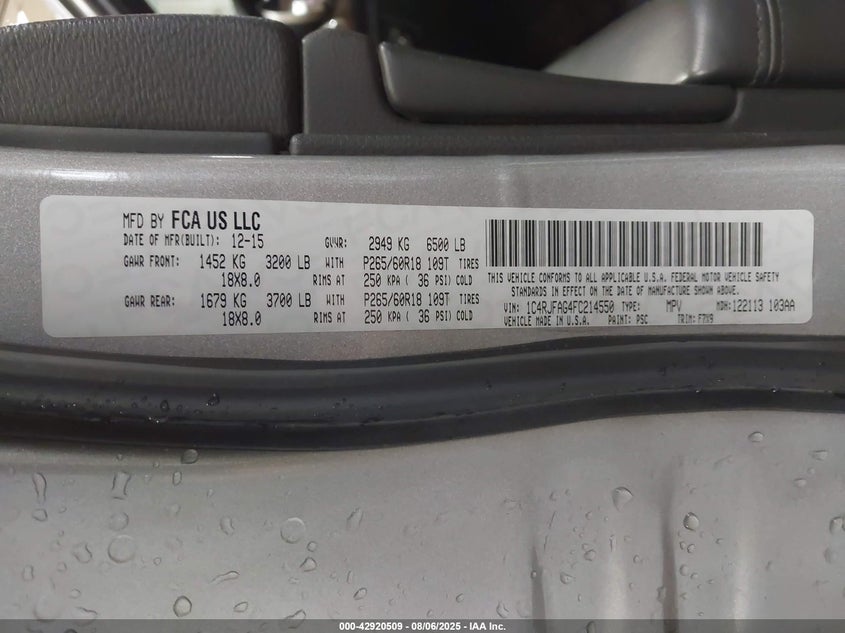 MFD BY FCA US LLC
DATE OF MFR(BUILT): 12-15 GVWR: 2949 KG 6500 LB
GAWR FRONT: 1452 KG 3200 LB WITH P265/60R18 109T TIRES
18X8.0 RIMS AT 250 KPA ( 36 PSI) COLD
GAWR REAR: 1679 KG 3700 LB WITH P265/60R18 109T TIRES
18X8.0 RIMS AT 250 KPA ( 36 PSI) COLD
THIS VEHICLE CONFORMS TO ALL APPLICABLE U.S.A. FEDERAL MOTOR VEHICLE SAFETY
STANDARDS IN EFFECT ON THE DATE OF MANUFACTURE SHOWN ABOVE.
VIN: 1C4RJFAG4FC214550 TYPE: MPV MDH: 122113 103AA
VEHICLE MADE IN U.S.A. PAINT: PSC TRIM:
000-42920509 - 08/06/2025 - IAA Inc.